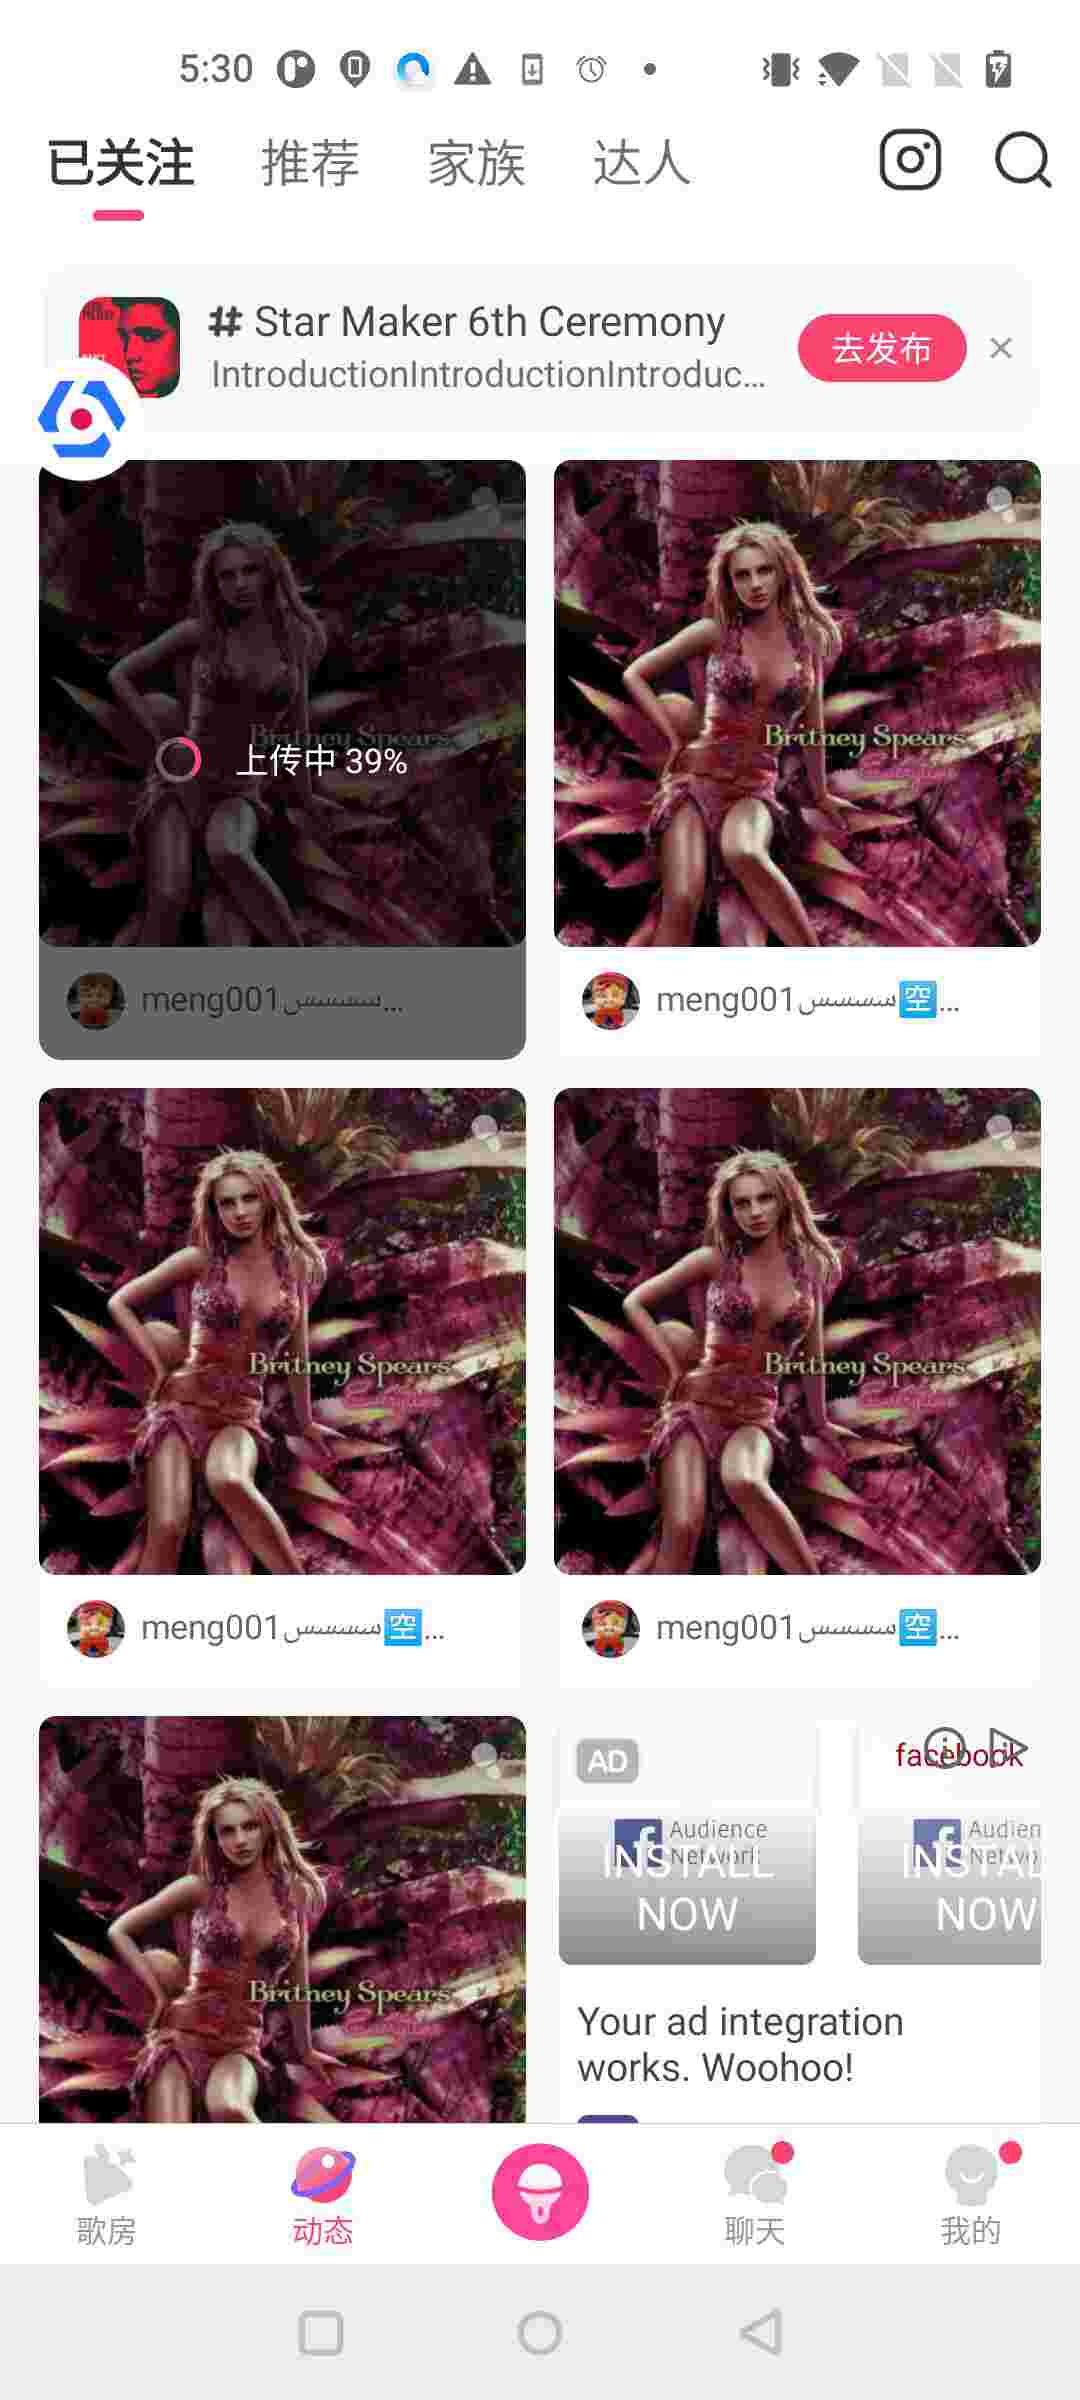 5:30
已关注 推荐 家族 达人
# Star Maker 6th Ceremony
IntroductionIntroductionIntroduc...
去发布
Britney Spears
上传中 39%
Britney Spears
meng001سسسسس...
meng001سسسسس🈳...
Britney Spears
Britney Spears
meng001سسسسس🈳...
meng001سسسسس🈳...
Britney Spears
AD
facebook
Audience
Network
INSTALL
NOW
Audien
Netwo
INSTAL
NOW
Your ad integration
works. Woohoo!
歌房 动态 聊天 我的